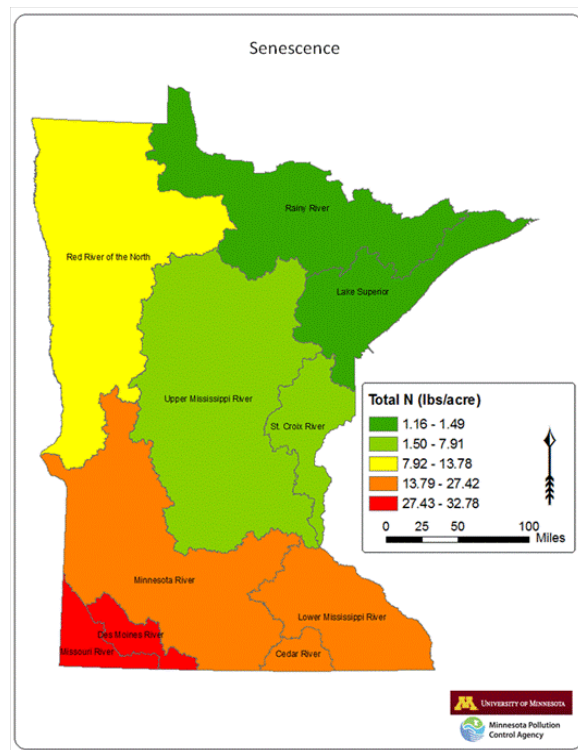 Senescence
Rainy River
Red River of the North
Lake Superior
Upper Mississippi River
St. Croix River
Total N (lbs/acre)
1.16 - 1.49
1.50 - 7.91
7.92 - 13.78
13.79 - 27.42
27.43 - 32.78
0 25 50 100
Miles
Minnesota River
Lower Mississippi River
Des Moines River
Missouri River
Cedar River
M UNIVERSITY OF MINNESOTA
Minnesota Pollution
Control Agency